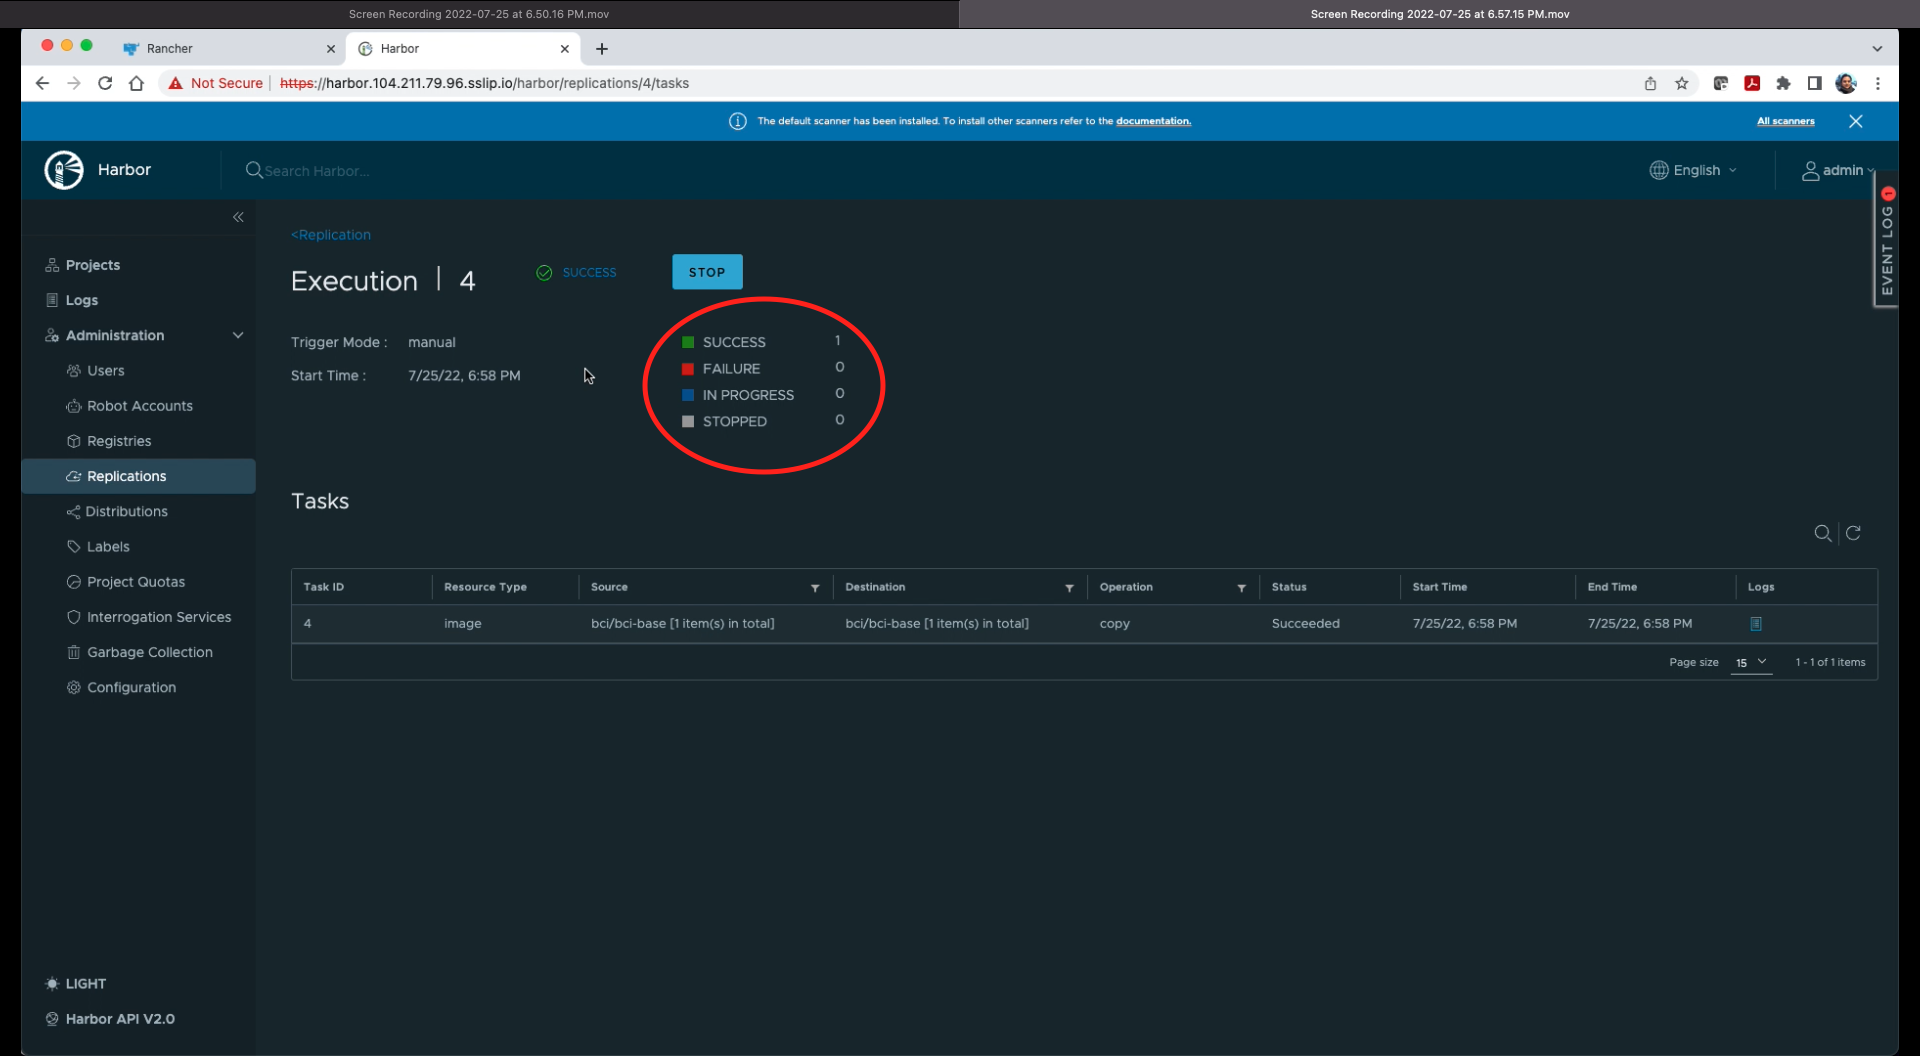 Screen Recording 2022-07-25 at 6.50.16 PM.mov
Screen Recording 2022-07-25 at 6.57.15 PM.mov
Rancher
Harbor
Not Secure
https://harbor.104.211.79.96.sslip.io/harbor/replications/4/tasks
The default scanner has been installed. To install other scanners refer to the documentation.
All scanners
Harbor
Search Harbor...
English
admin
1
EVENT LOG
Projects
Logs
Administration
Users
Robot Accounts
Registries
Replications
Distributions
Labels
Project Quotas
Interrogation Services
Garbage Collection
Configuration
LIGHT
Harbor API V2.0
<Replication
Execution | 4
SUCCESS
STOP
Trigger Mode : manual
Start Time : 7/25/22, 6:58 PM
SUCCESS 1
FAILURE 0
IN PROGRESS 0
STOPPED 0
Tasks
Task ID Resource Type Source Destination Operation Status Start Time End Time Logs
4 image bci/bci-base [1 item(s) in total] bci/bci-base [1 item(s) in total] copy Succeeded 7/25/22, 6:58 PM 7/25/22, 6:58 PM
Page size 15 1 - 1 of 1 items